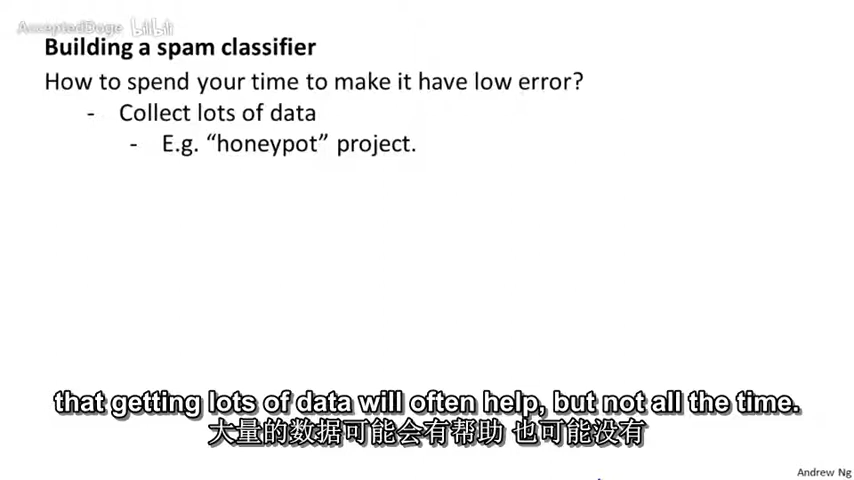 AcceptedDoge bilibili
Building a spam classifier
How to spend your time to make it have low error?
- Collect lots of data
- E.g. “honeypot” project.
that getting lots of data will often help, but not all the time.
大量的数据可能会有帮助 也可能没有
Andrew Ng